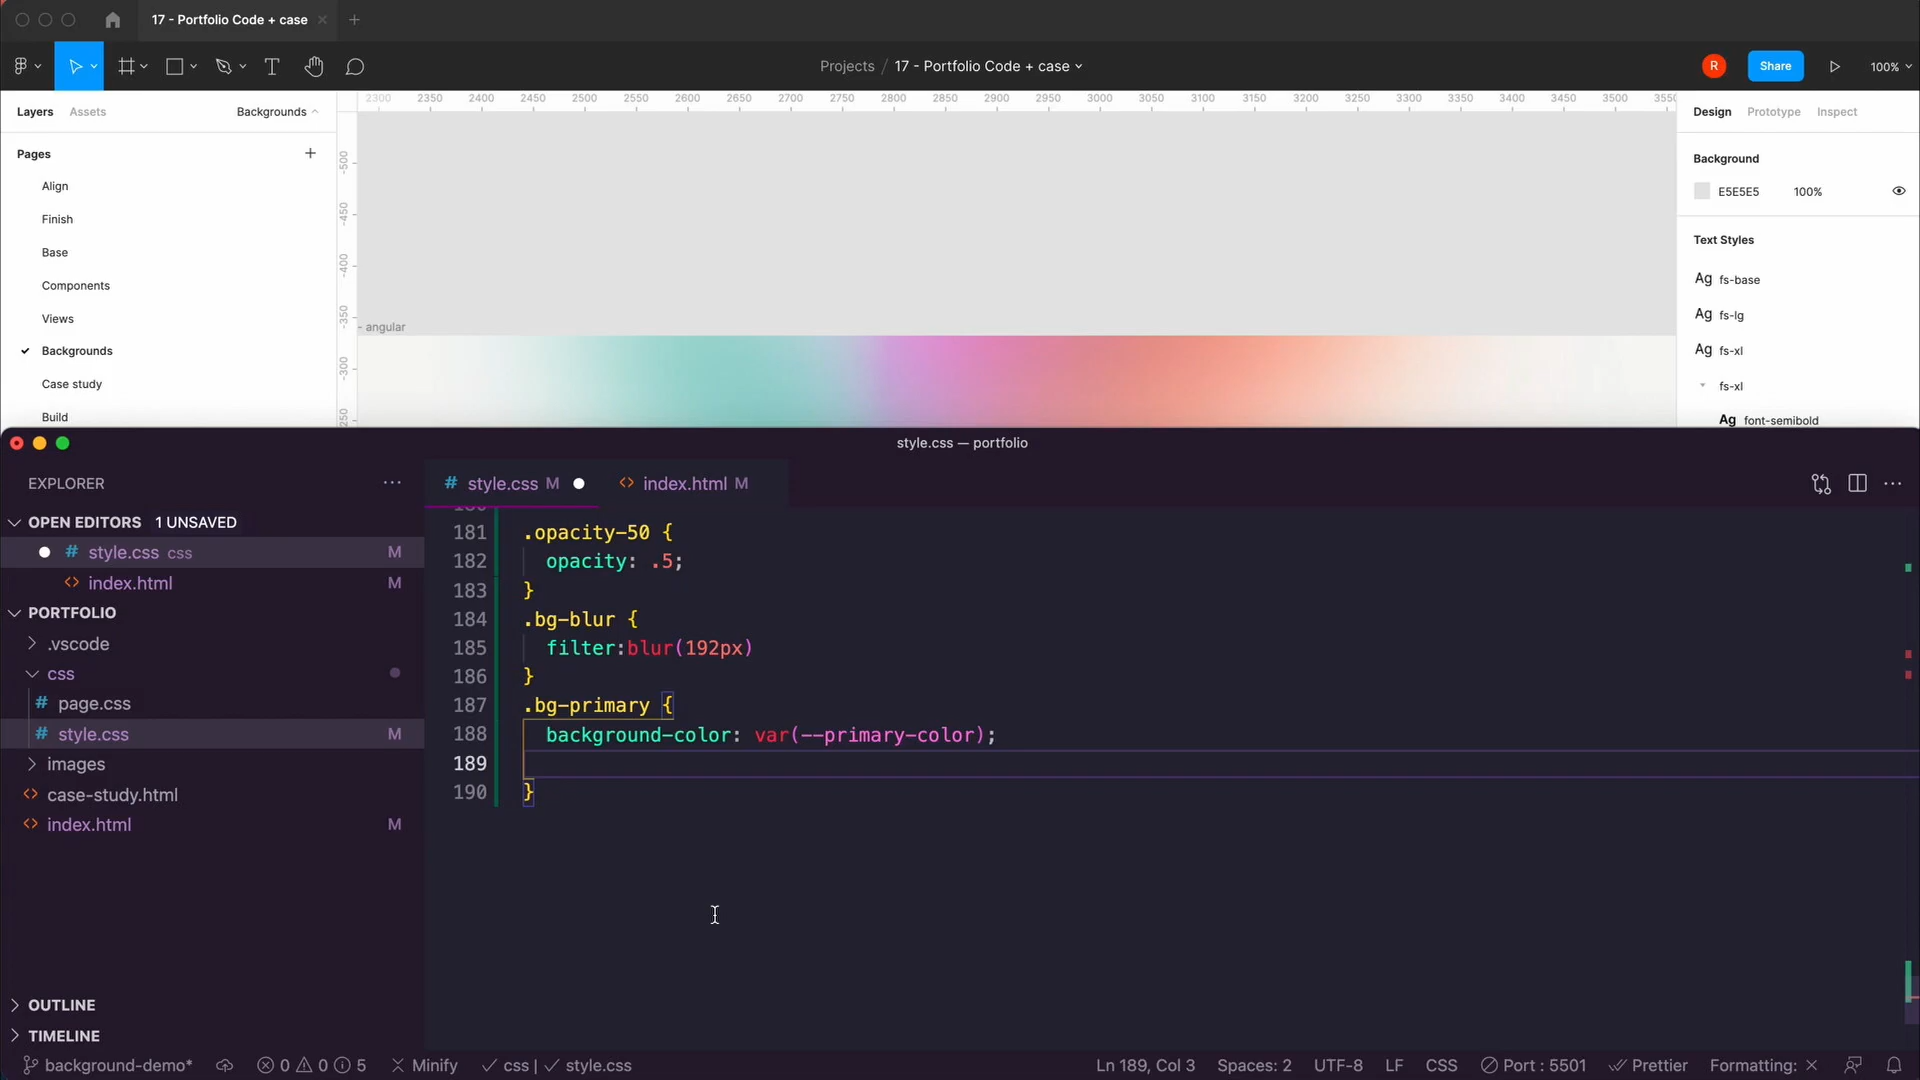 17 - Portfolio Code + case
Projects / 17 - Portfolio Code + case
R
Share
100%
Layers Assets Backgrounds
2300 2350 2400 2450 2500 2550 2600 2650 2700 2750 2800 2850 2900 2950 3000 3050 3100 3150 3200 3250 3300 3350 3400 3450 3500 3550
Design Prototype Inspect
Pages
Align
Finish
Base
Components
Views
Backgrounds
Case study
Build
-500
-450
-400
-350
-300
250
- angular
Background
E5E5E5 100%
Text Styles
Ag fs-base
Ag fs-lg
Ag fs-xl
fs-xl
Ag font-semibold
style.css — portfolio
EXPLORER
# style.css M
<> index.html M
OPEN EDITORS 1 UNSAVED
# style.css css M
<> index.html M
PORTFOLIO
.vscode
css
# page.css
# style.css M
images
<> case-study.html
<> index.html M
OUTLINE
TIMELINE
181 .opacity-50 {
182 opacity: .5;
183 }
184 .bg-blur {
185 filter:blur(192px)
186 }
187 .bg-primary {
188 background-color: var(--primary-color);
189
190 }
background-demo* 0 0 5 Minify css | style.css Ln 189, Col 3 Spaces: 2 UTF-8 LF CSS Port : 5501 Prettier Formatting: ×